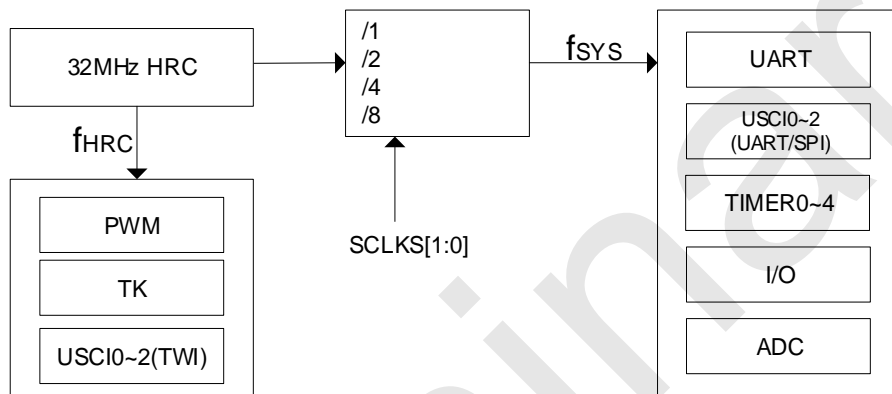 32MHz HRC
fHRC
PWM
TK
USCI0~2(TWI)
/1
/2
/4
/8
SCLKS[1:0]
fSYS
UART
USCI0~2
(UART/SPI)
TIMER0~4
I/O
ADC